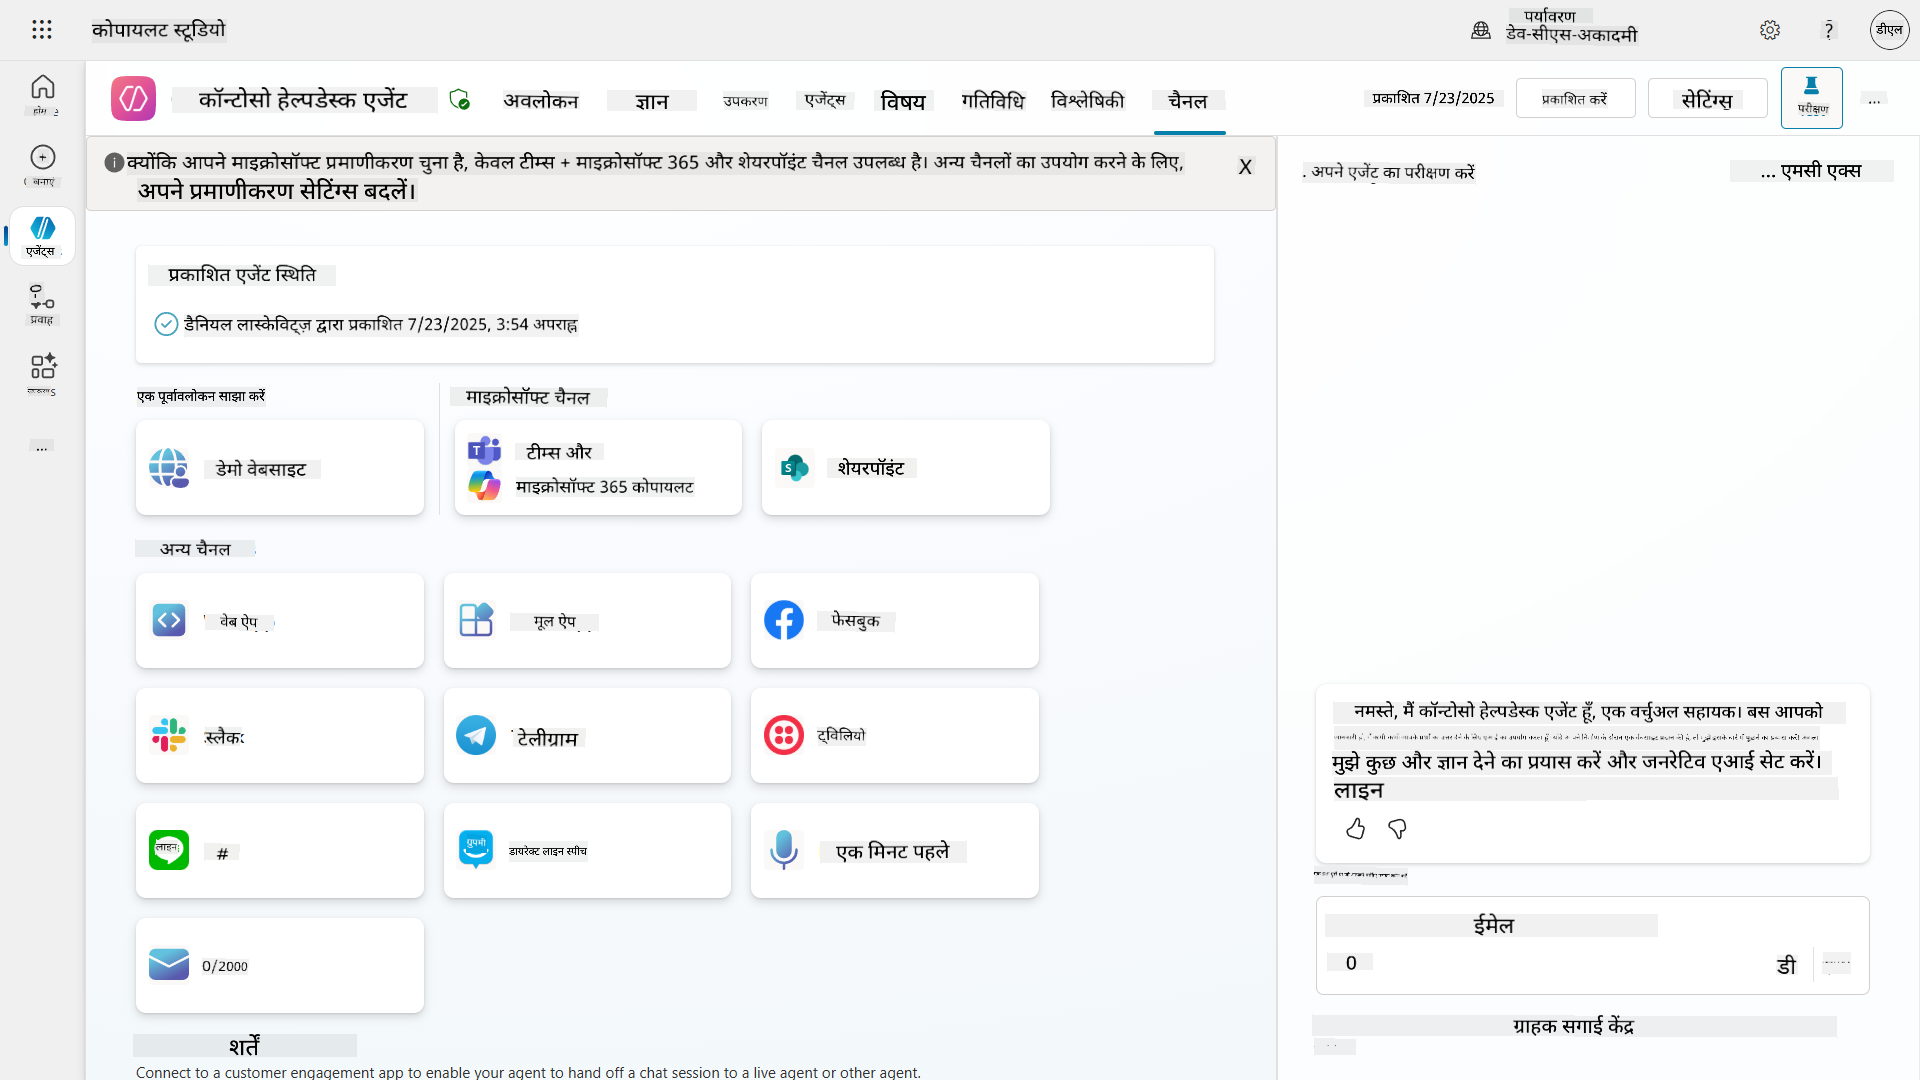 कोपायलट स्टूडियो
पर्यावरण
डेव-सीएस-अकादमी
?
डीएल
होम
बनाएं
एजेंट्स
प्रवाह
...
कॉन्टोसो हेल्पडेस्क एजेंट
अवलोकन
ज्ञान
उपकरण
एजेंट्स
विषय
गतिविधि
विश्लेषिकी
चैनल
प्रकाशित 7/23/2025
प्रकाशित करें
सेटिंग्स
परीक्षण
...
क्योंकि आपने माइक्रोसॉफ्ट प्रमाणीकरण चुना है, केवल टीम्स + माइक्रोसॉफ्ट 365 और शेयरपॉइंट चैनल उपलब्ध है। अन्य चैनलों का उपयोग करने के लिए,
अपने प्रमाणीकरण सेटिंग्स बदलें।
X
प्रकाशित एजेंट स्थिति
डैनियल लास्केविट्ज़ द्वारा प्रकाशित 7/23/2025, 3:54 अपराह्न
एक पूर्वावलोकन साझा करें
माइक्रोसॉफ्ट चैनल
डेमो वेबसाइट
टीम्स और
माइक्रोसॉफ्ट 365 कोपायलट
शेयरपॉइंट
अन्य चैनल
वेब ऐप
मूल ऐप
फेसबुक
स्लैक
टेलीग्राम
ट्विलियो
लाइन
#
ग्रुपमी
डायरेक्ट लाइन स्पीच
एक मिनट पहले
0/2000
शर्तें
Connect to a customer engagement app to enable your agent to hand off a chat session to a live agent or other agent.
. अपने एजेंट का परीक्षण करें
... एमसी एक्स
नमस्ते, मैं कॉन्टोसो हेल्पडेस्क एजेंट हूँ, एक वर्चुअल सहायक। बस आपको
मुझे कुछ और ज्ञान देने का प्रयास करें और जनरेटिव एआई सेट करें।
लाइन
ईमेल
0
डी
ग्राहक सगाई केंद्र